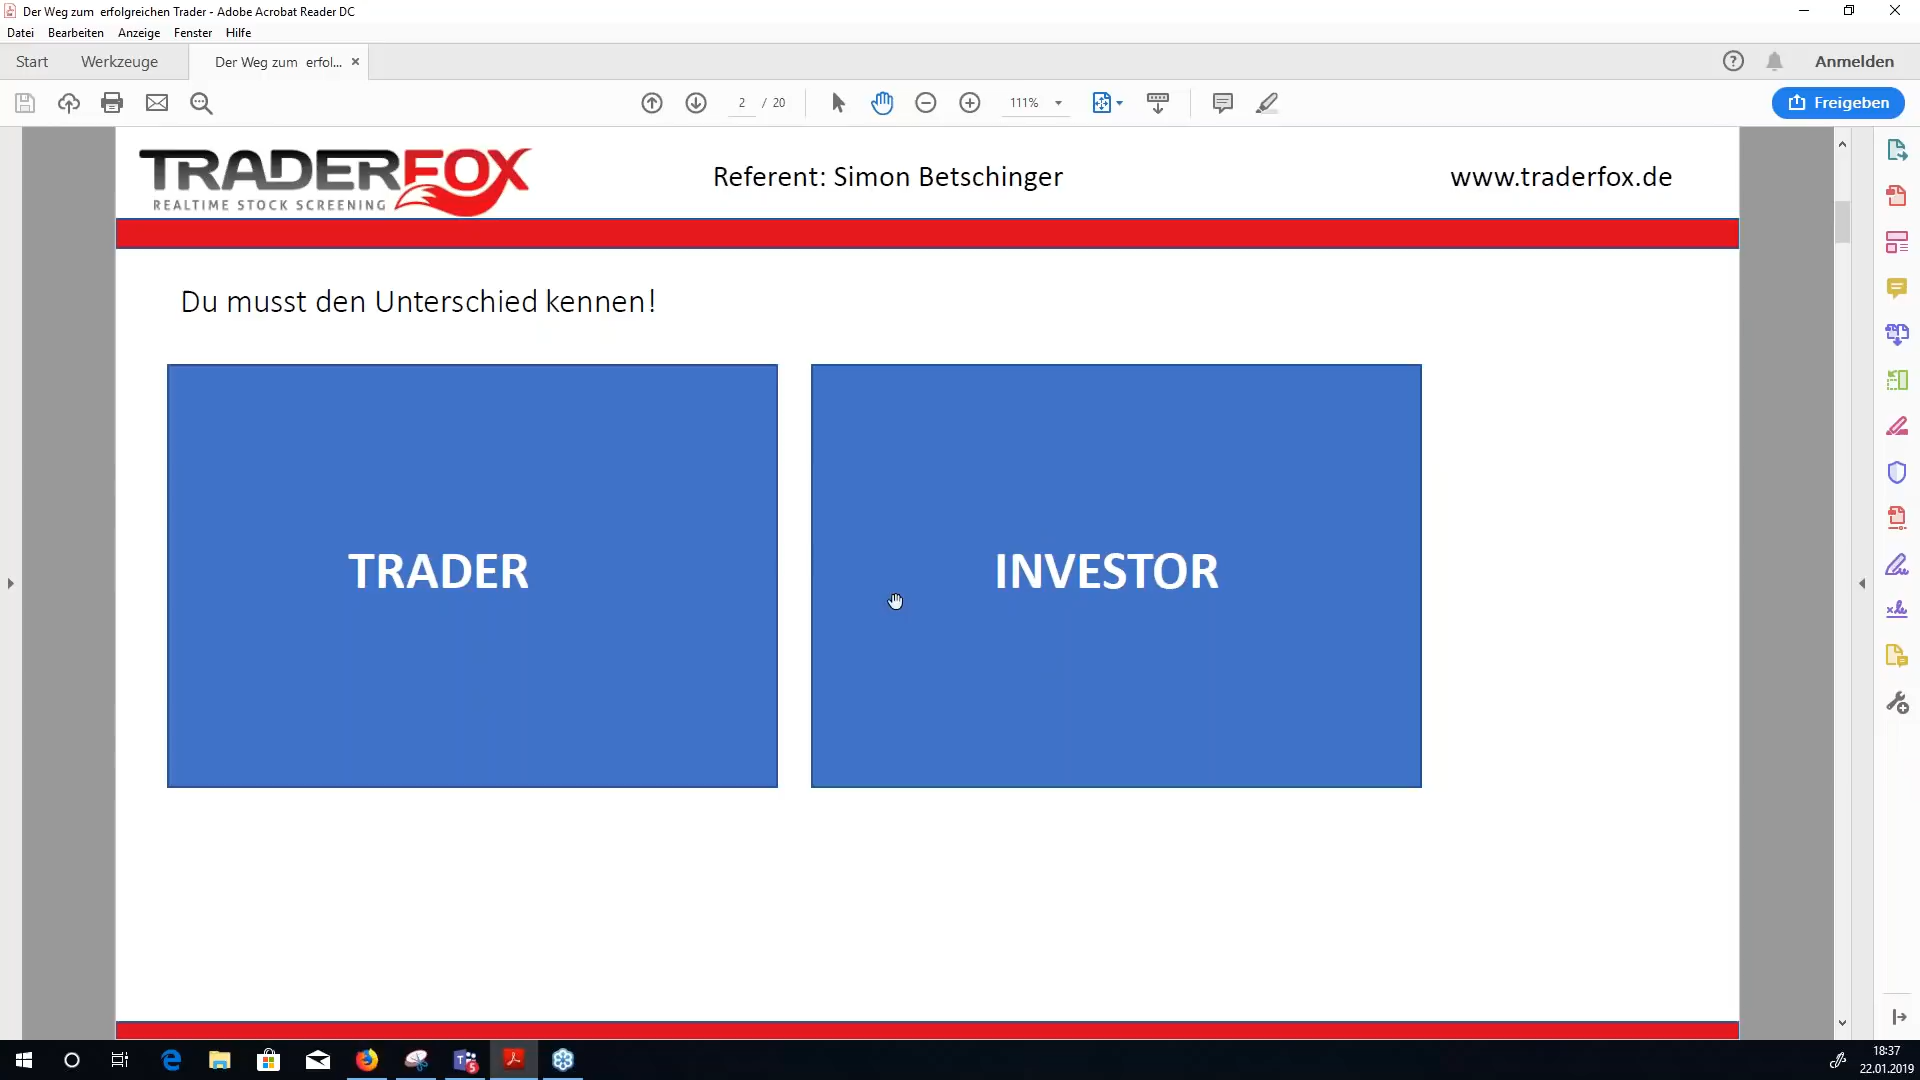 Der Weg zum  erfolgreichen Trader - Adobe Acrobat Reader DC
Datei Bearbeiten Anzeige Fenster Hilfe
Start Werkzeuge Der Weg zum  erfol... × Anmelden
2 / 20 111% Freigeben
TRADERFOX
REALTIME STOCK SCREENING
Referent: Simon Betschinger
www.traderfox.de
Du musst den Unterschied kennen!
TRADER
INVESTOR
18:37
22.01.2019